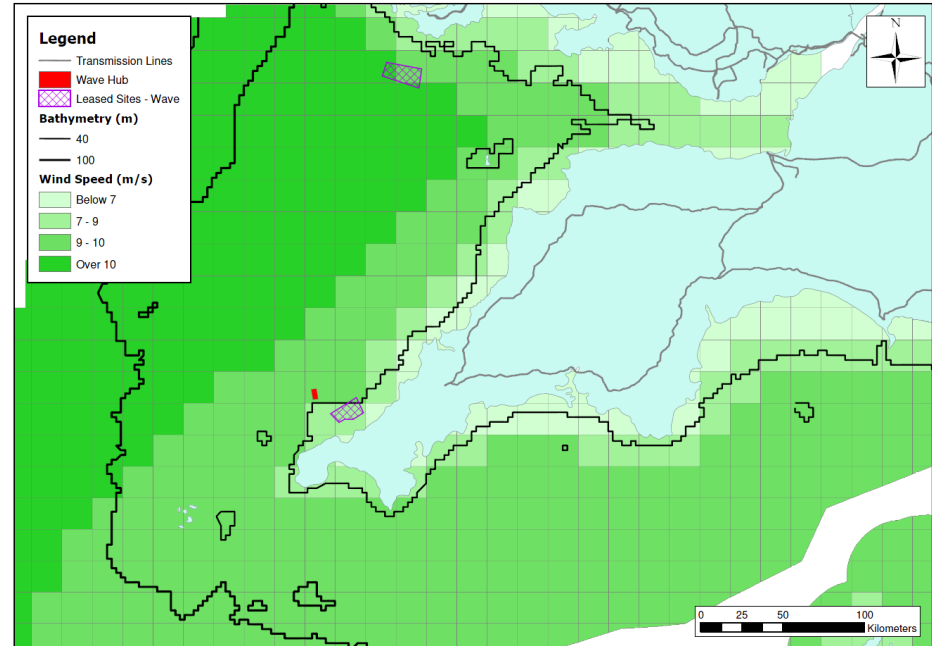 Legend
Transmission Lines
Wave Hub
Leased Sites - Wave
Bathymetry (m)
40
100
Wind Speed (m/s)
Below 7
7 - 9
9 - 10
Over 10
N
0 25 50 100
Kilometers